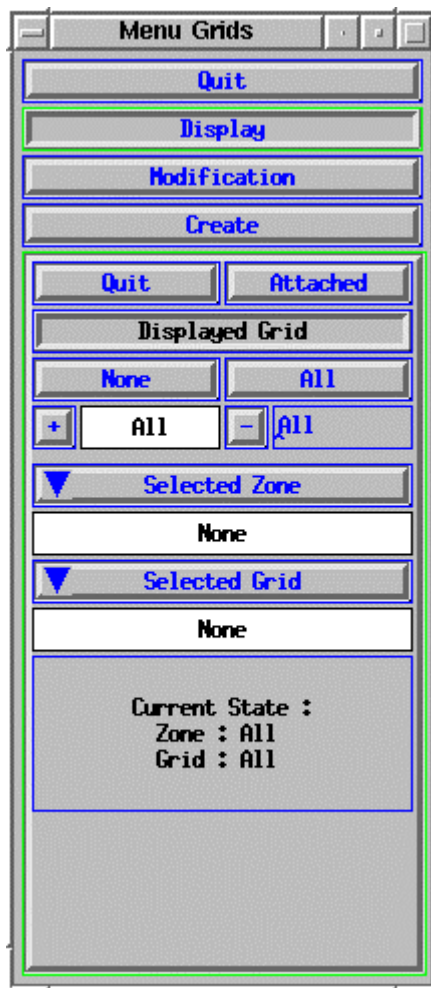 Menu Grids
Quit
Display
Modification
Create
Quit Attached
Displayed Grid
None All
+ All - All
Selected Zone
None
Selected Grid
None
Current State :
Zone : All
Grid : All